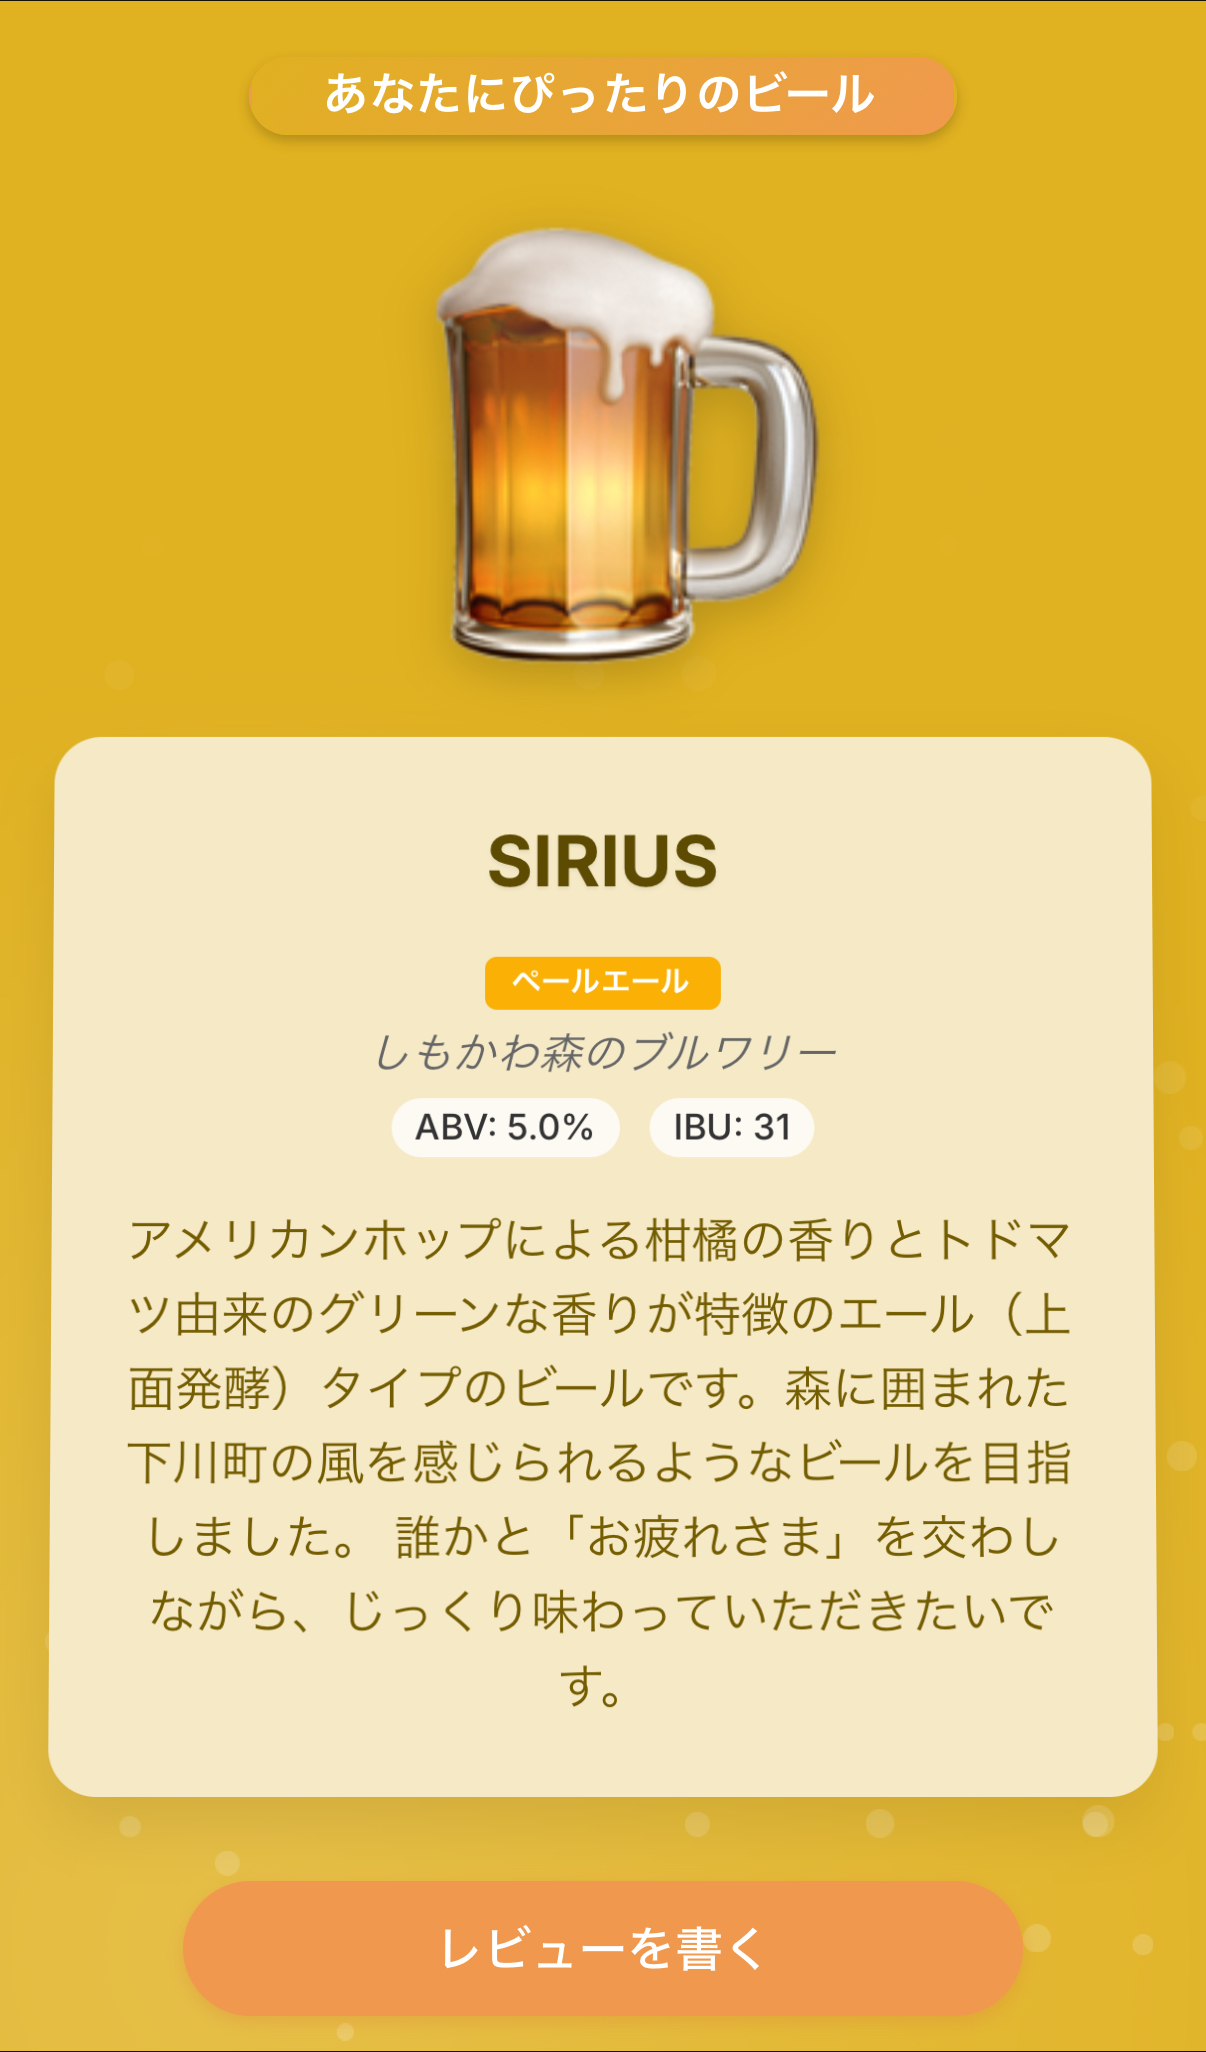 あなたにぴったりのビール
SIRIUS
ペールエール
しもかわ森のブルワリー
ABV: 5.0%
IBU: 31
アメリカンホップによる柑橘の香りとトドマ
ツ由来のグリーンな香りが特徴のエール（上
面発酵）タイプのビールです。森に囲まれた
下川町の風を感じられるようなビールを目指
しました。 誰かと「お疲れさま」を交わし
ながら、じっくり味わっていただきたいで
す。
レビューを書く